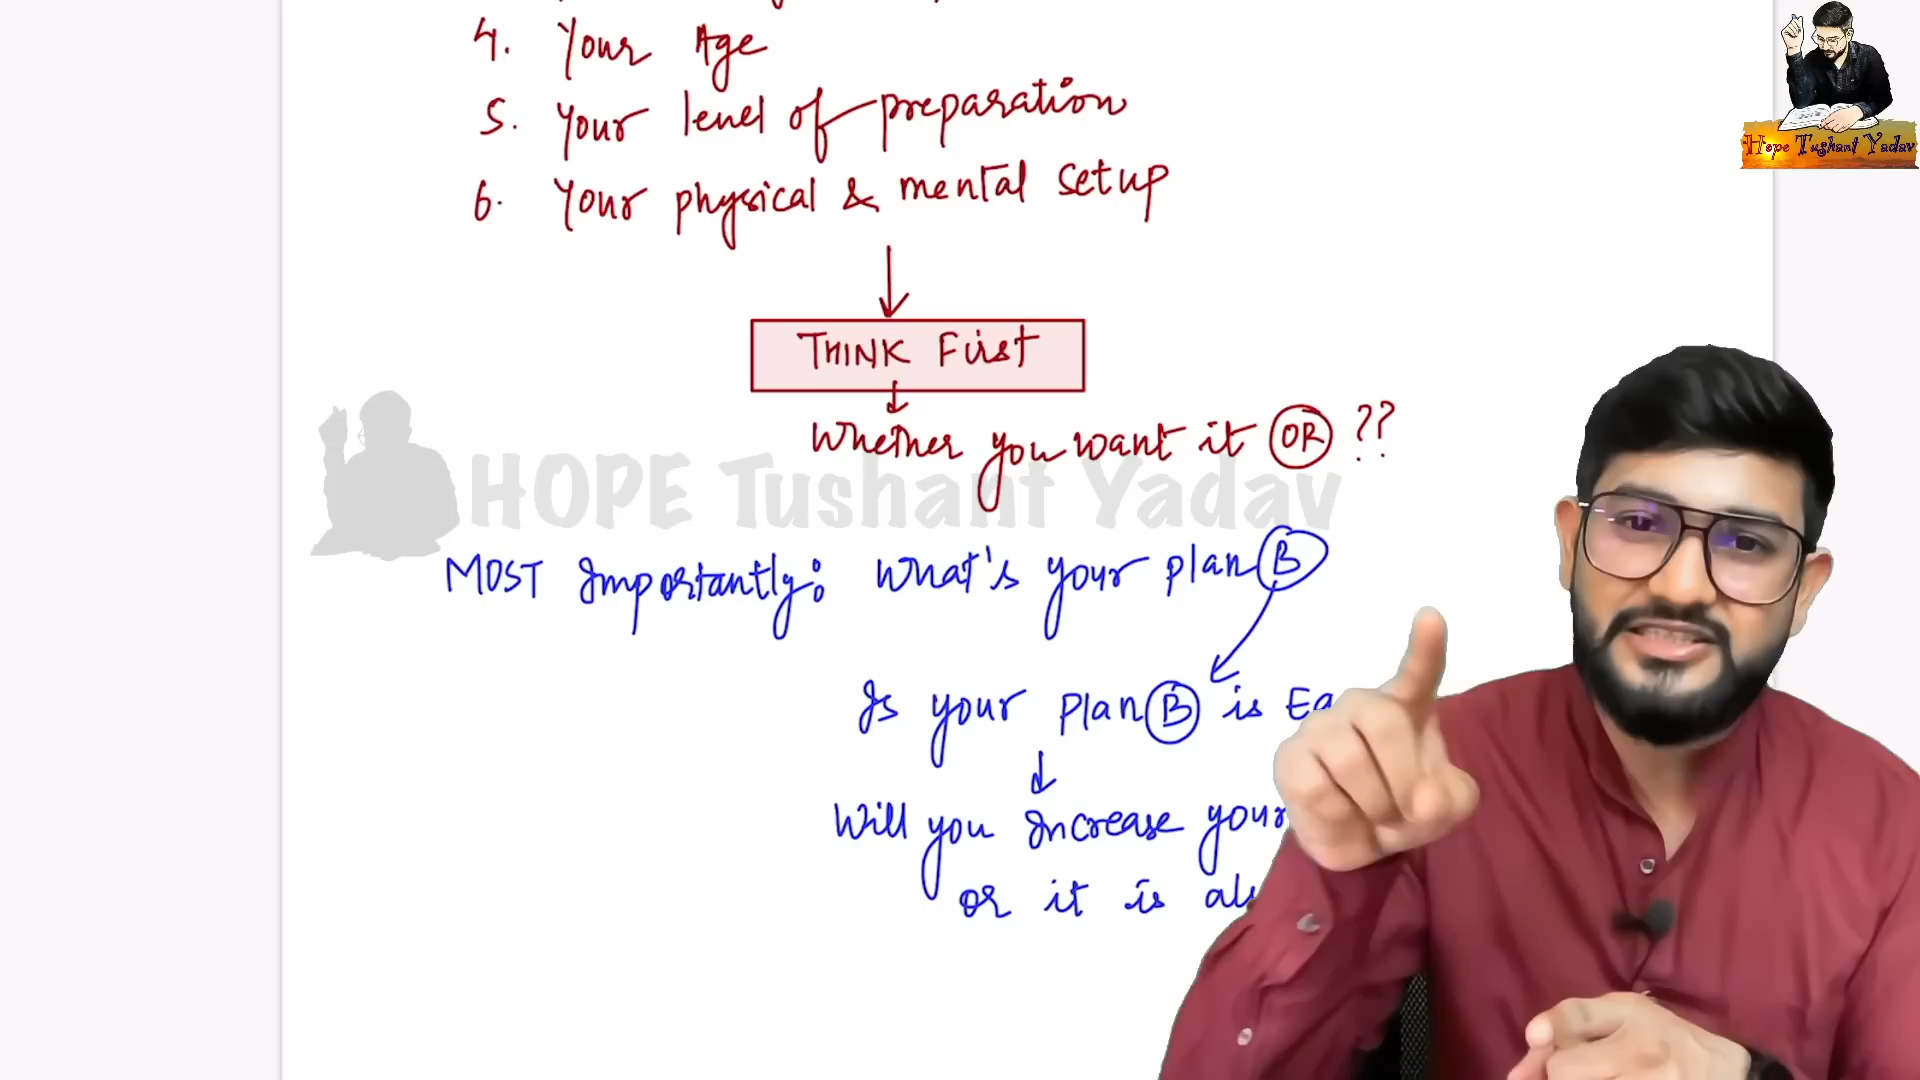 4. Your Age
5. Your level of preparation
6. Your physical & mental setup
THINK First
Whether you want it OR ??
HOPE Tushant Yadav
MOST Importantly: What's your plan B
Is your plan B is Ea
Will you increase your
or it is als
Hope Tushant Yadav